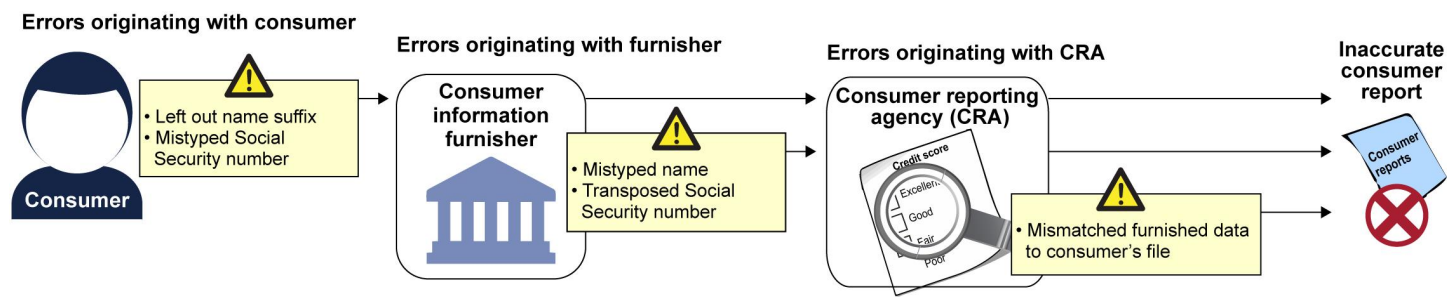 Errors originating with consumer
• Left out name suffix
• Mistyped Social
Security number
Consumer
Errors originating with furnisher
Consumer
information
furnisher
• Mistyped name
• Transposed Social
Security number
Errors originating with CRA
Consumer reporting
agency (CRA)
Credit score
Excellent
Good
Fair
Poor
• Mismatched furnished data
to consumer's file
Inaccurate
consumer
report
Consumer
reports